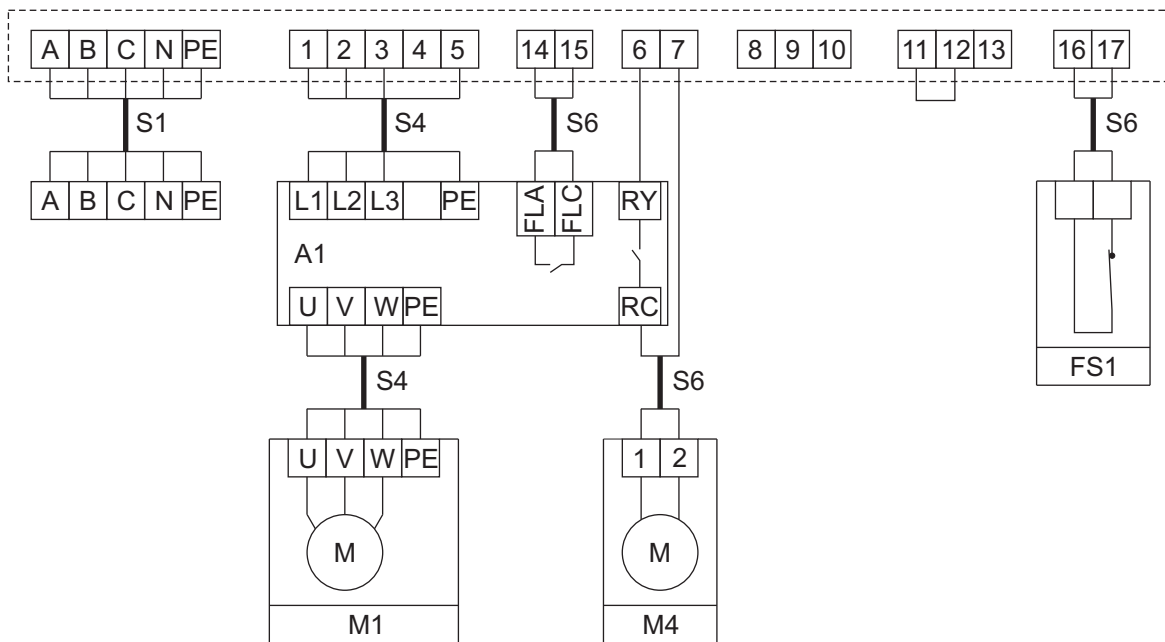 A B C N PE 1 2 3 4 5 14 15 6 7 8 9 10 11 12 13 16 17
S1 S4 S6 S6
A B C N PE L1 L2 L3 PE FLA FLC RY
A1
U V W PE RC
FS1
S4 S6
U V W PE 1 2
M M
M1 M4